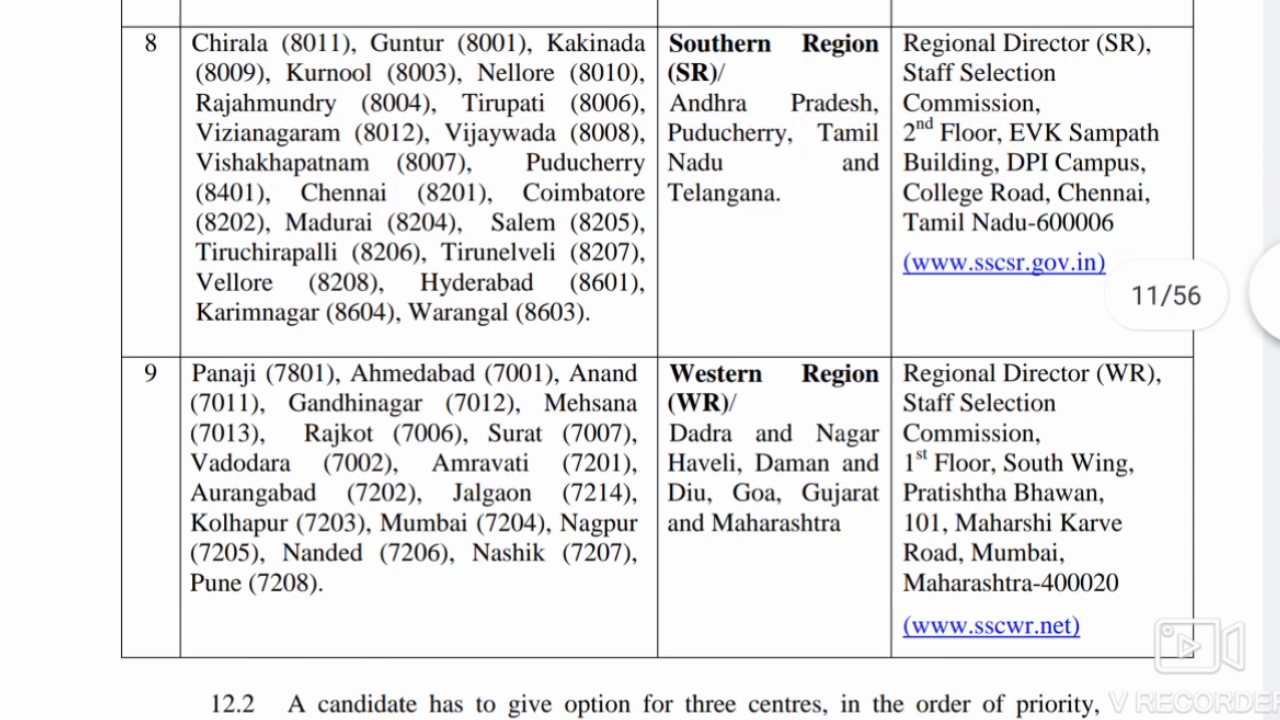 8
Chirala (8011), Guntur (8001), Kakinada
(8009), Kurnool (8003), Nellore (8010),
Rajahmundry (8004), Tirupati (8006),
Vizianagaram (8012), Vijaywada (8008),
Vishakhapatnam (8007), Puducherry
(8401), Chennai (8201), Coimbatore
(8202), Madurai (8204), Salem (8205),
Tiruchirapalli (8206), Tirunelveli (8207),
Vellore (8208), Hyderabad (8601),
Karimnagar (8604), Warangal (8603).
Southern Region
(SR)/
Andhra Pradesh,
Puducherry, Tamil
Nadu and
Telangana.
Regional Director (SR),
Staff Selection
Commission,
2nd Floor, EVK Sampath
Building, DPI Campus,
College Road, Chennai,
Tamil Nadu-600006
(www.sscsr.gov.in)
11/56
9
Panaji (7801), Ahmedabad (7001), Anand
(7011), Gandhinagar (7012), Mehsana
(7013), Rajkot (7006), Surat (7007),
Vadodara (7002), Amravati (7201),
Aurangabad (7202), Jalgaon (7214),
Kolhapur (7203), Mumbai (7204), Nagpur
(7205), Nanded (7206), Nashik (7207),
Pune (7208).
Western Region
(WR)/
Dadra and Nagar
Haveli, Daman and
Diu, Goa, Gujarat
and Maharashtra
Regional Director (WR),
Staff Selection
Commission,
1st Floor, South Wing,
Pratishtha Bhawan,
101, Maharshi Karve
Road, Mumbai,
Maharashtra-400020
(www.sscwr.net)
12.2 A candidate has to give option for three centres, in the order of priority,
V RECORDER